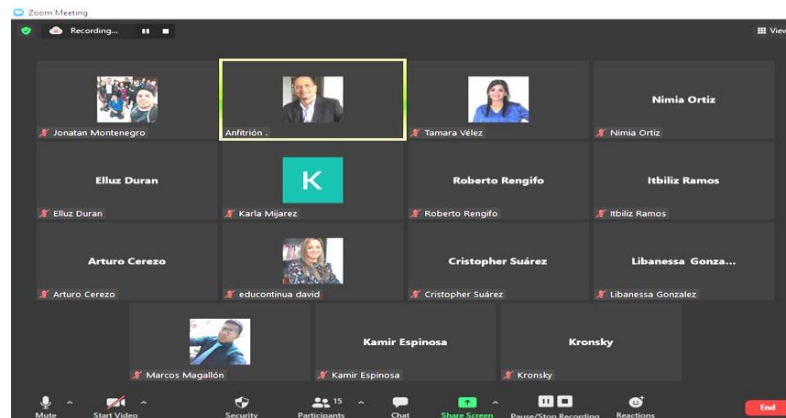 Zoom Meeting
Recording...
View
Jonatan Montenegro
Anfitrión .
Tamara Vélez
Nimia Ortiz
Nimia Ortiz
Elluz Duran
Elluz Duran
K
Karla Mijarez
Roberto Rengifo
Roberto Rengifo
Itbiliz Ramos
Itbiliz Ramos
Arturo Cerezo
Arturo Cerezo
educontinua david
Cristopher Suárez
Cristopher Suárez
Libanessa Gonza...
Libanessa Gonzalez
Marcos Magallón
Kamir Espinosa
Kamir Espinosa
Kronsky
Kronsky
Mute
Start Video
Security
15
Participants
Chat
Share Screen
Pause/Stop Recording
Reactions
End